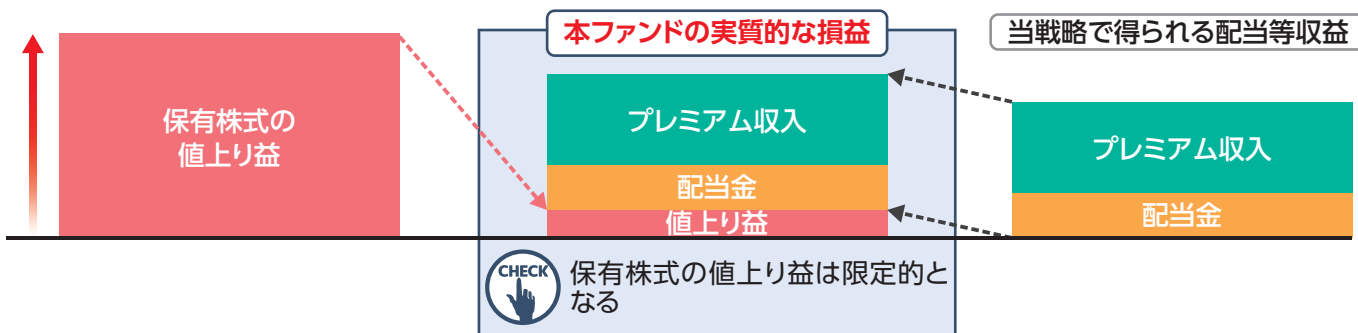 本ファンドの実質的な損益
当戦略で得られる配当等収益
保有株式の
値上り益
プレミアム収入
配当金
値上り益
プレミアム収入
配当金
CHECK
保有株式の値上り益は限定的と
なる